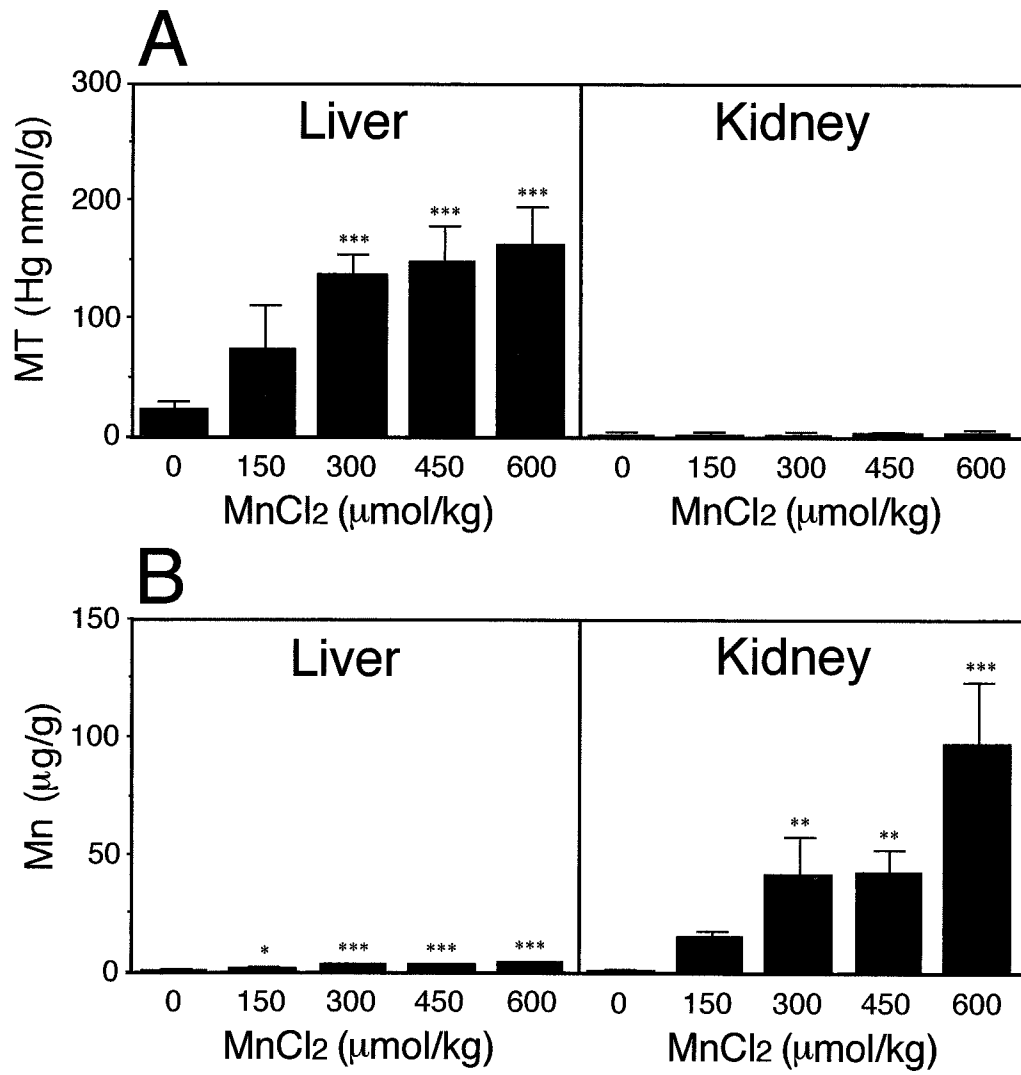 A
300
Liver
Kidney
MT (Hg nmol/g)
***
***
***
200
100
0
0 150 300 450 600
0 150 300 450 600
MnCl2 (μmol/kg)
MnCl2 (μmol/kg)
B
150
Liver
Kidney
Mn (μg/g)
***
100
**
**
50
*
***
***
***
0
0 150 300 450 600
0 150 300 450 600
MnCl2 (μmol/kg)
MnCl2 (μmol/kg)